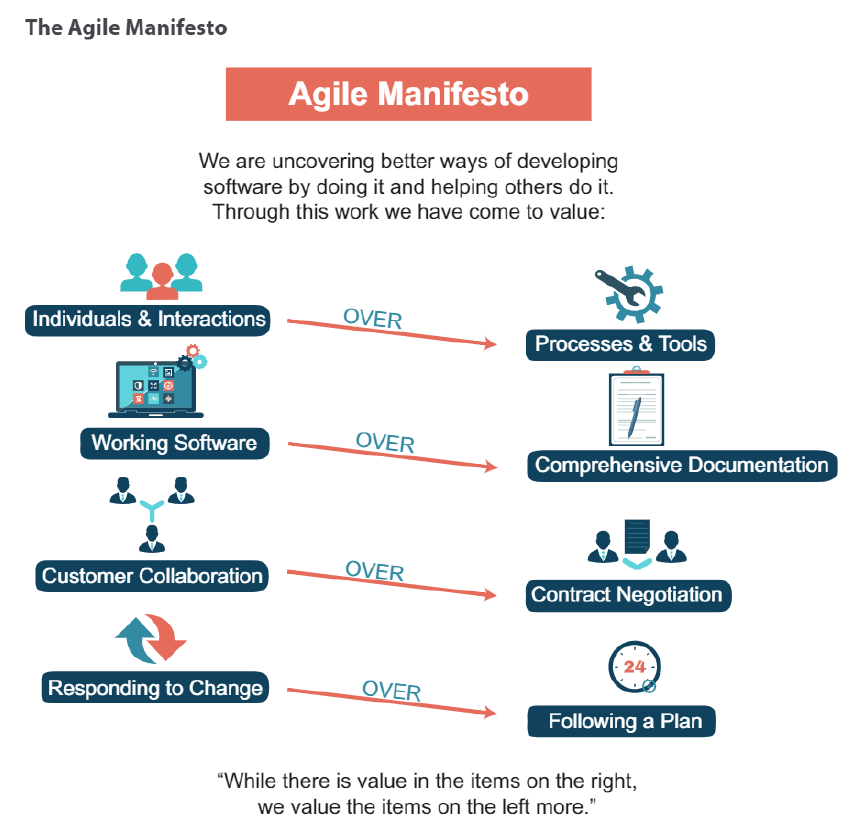 The Agile Manifesto
Agile Manifesto
We are uncovering better ways of developing
software by doing it and helping others do it.
Through this work we have come to value:
Individuals & Interactions
OVER
Processes & Tools
Working Software
OVER
Comprehensive Documentation
Customer Collaboration
OVER
Contract Negotiation
Responding to Change
OVER
24
Following a Plan
“While there is value in the items on the right,
we value the items on the left more.”